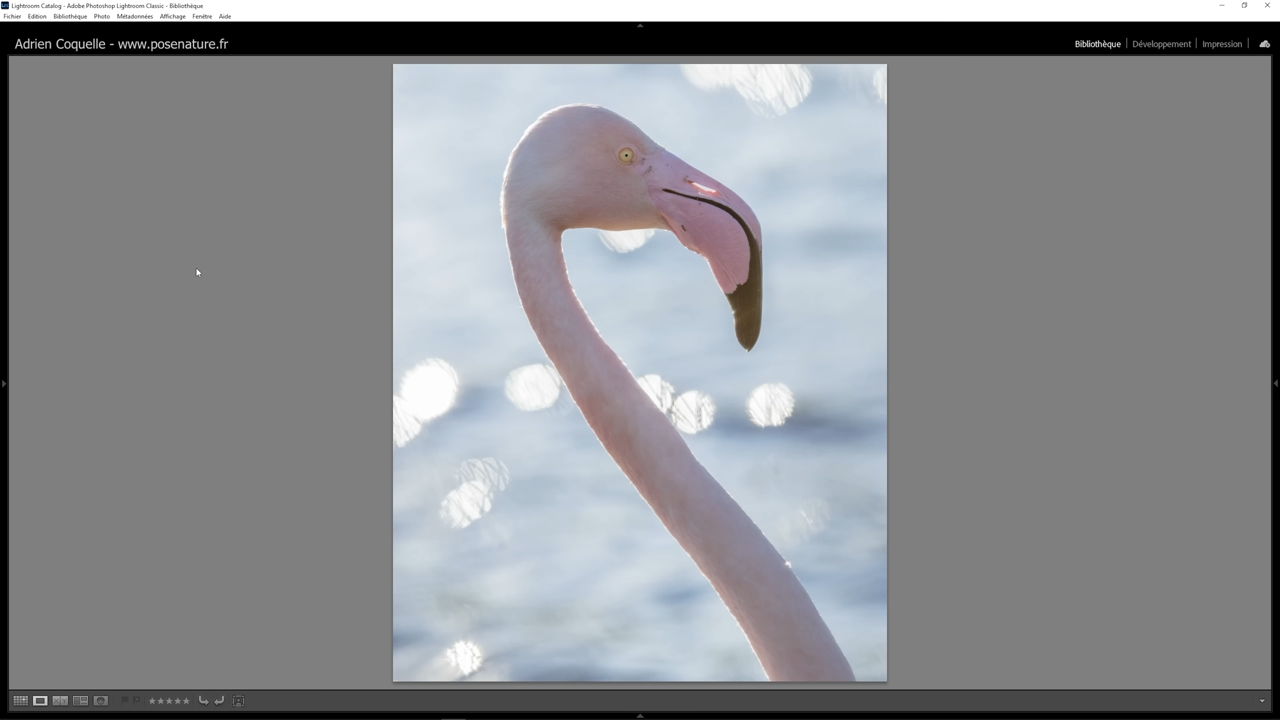 Lightroom Catalog - Adobe Photoshop Lightroom Classic - Bibliothèque
Fichier Edition Bibliothèque Photo Métadonnées Affichage Fenêtre Aide
Adrien Coquelle - www.posenature.fr
Bibliothèque Développement Impression